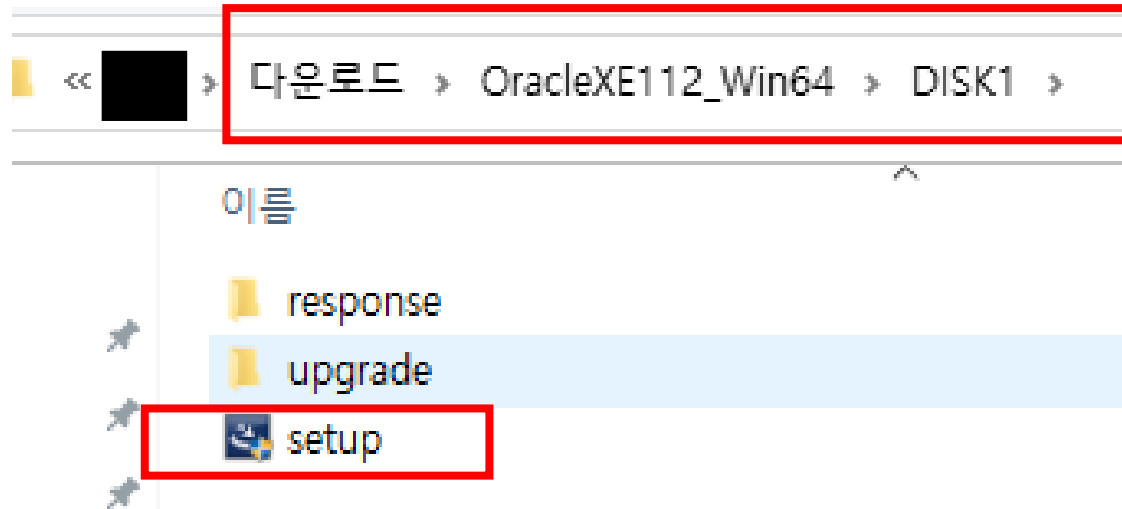 « > 다운로드 > OracleXE112_Win64 > DISK1 >
이름
response
upgrade
setup